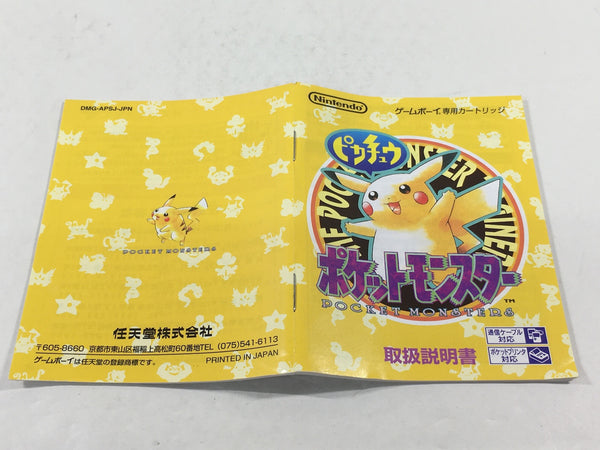 DMG-APSJ-JPN
POCKET MONSTERS
任天堂株式会社
〒605-8660 京都市東山区福稲上高松町60番地TEL(075)541-6113
ゲームボーイは任天堂の登録商標です。
PRINTED IN JAPAN
Nintendo
ゲームボーイ専用カートリッジ
ピカチュウ
ポケットモンスター
POCKET MONSTERS
TM
取扱説明書
通信ケーブル
対応
ポケットプリンタ
対応